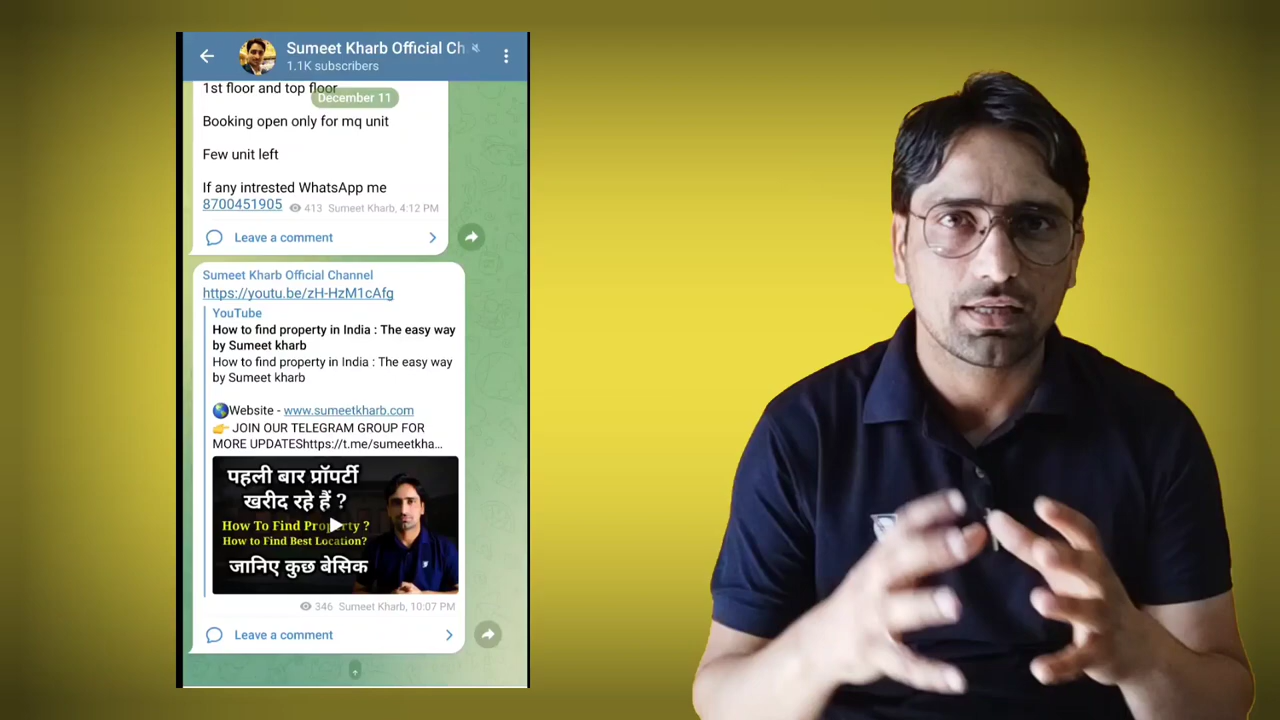 Sumeet Kharb Official Ch
1.1K subscribers
1st floor and top floor
December 11
Booking open only for mq unit
Few unit left
If any intrested WhatsApp me
8700451905 413 Sumeet Kharb, 4:12 PM
Leave a comment
Sumeet Kharb Official Channel
https://youtu.be/zH-HzM1cAfg
YouTube
How to find property in India : The easy way
by Sumeet kharb
How to find property in India : The easy way
by Sumeet kharb
🌎Website - www.sumeetkharb.com
👉 JOIN OUR TELEGRAM GROUP FOR
MORE UPDATEShttps://t.me/sumeetkha...
पहली बार प्रॉपर्टी
खरीद रहे हैं ?
How To Find Property ?
How to Find Best Location?
जानिए कुछ बेसिक
346 Sumeet Kharb, 10:07 PM
Leave a comment